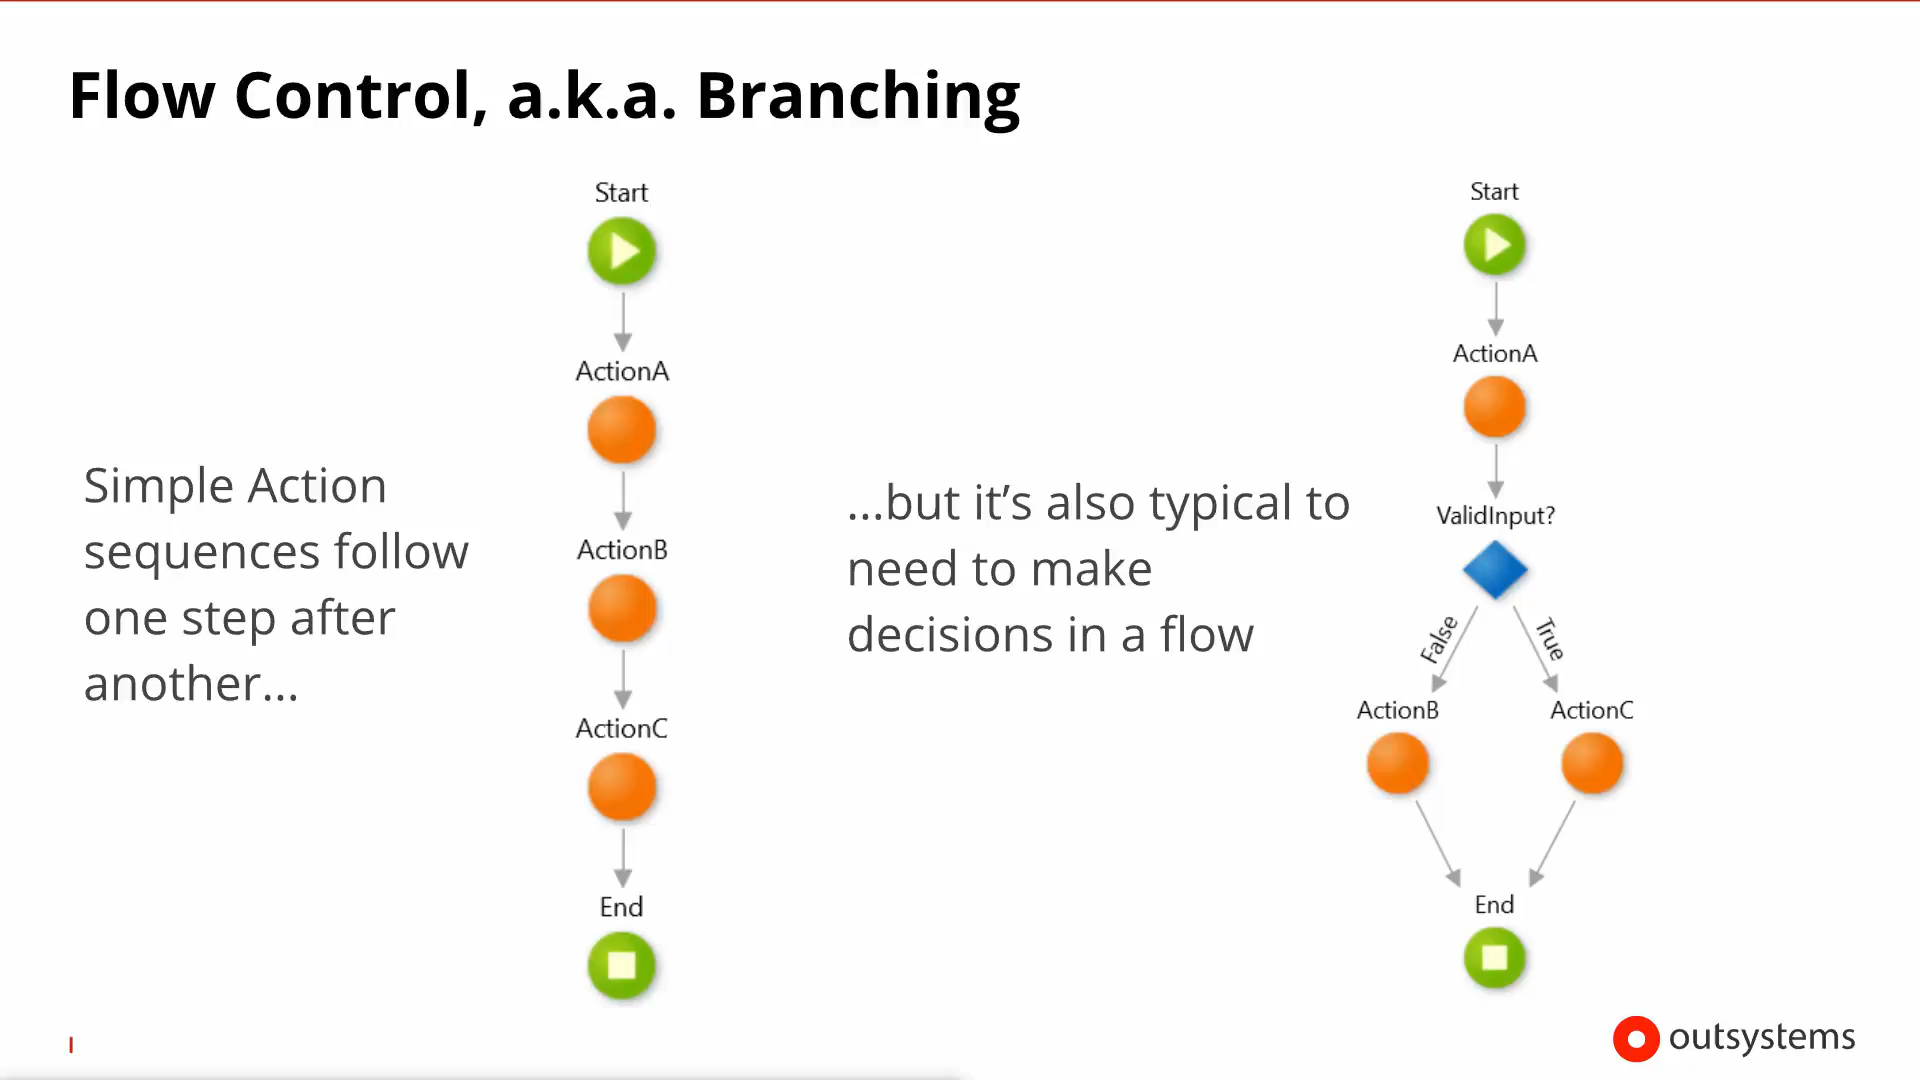 Flow Control, a.k.a. Branching
Simple Action
sequences follow
one step after
another...
Start
ActionA
ActionB
ActionC
End
...but it’s also typical to
need to make
decisions in a flow
Start
ActionA
ValidInput?
False
True
ActionB
ActionC
End
outsystems